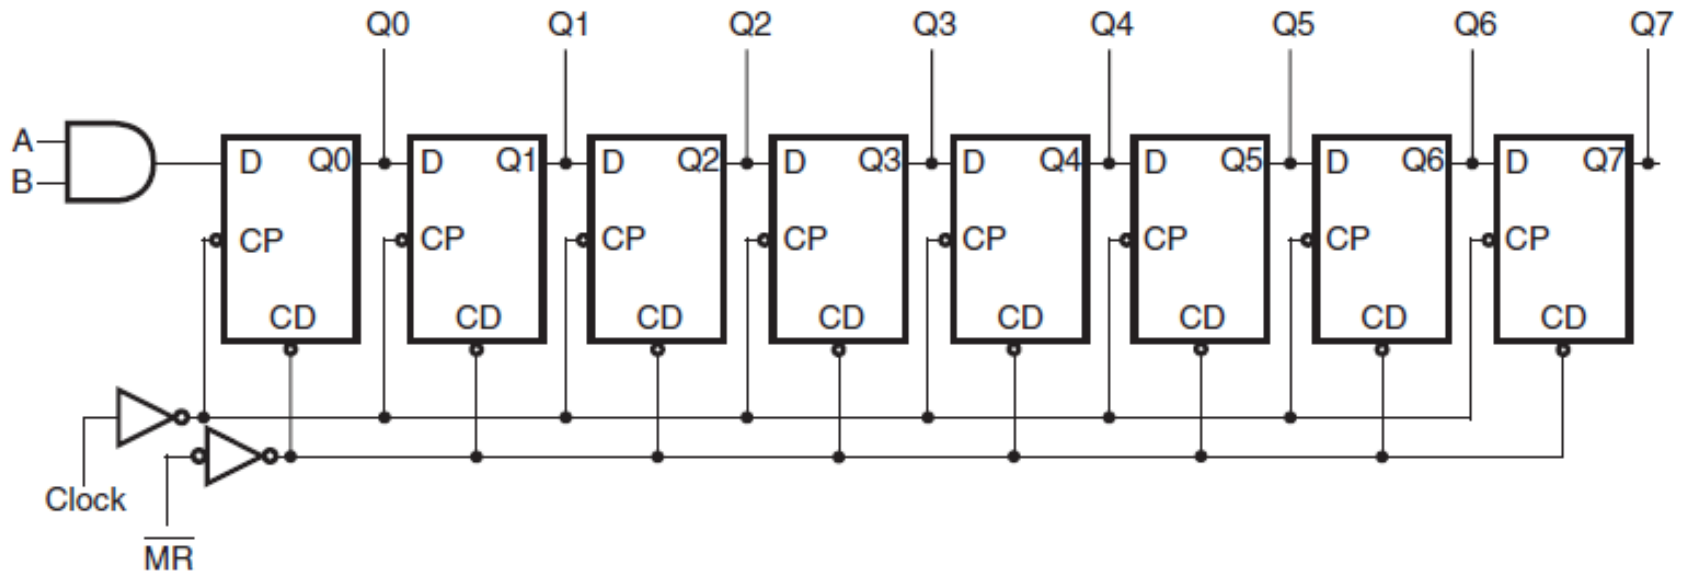 Q0 Q1 Q2 Q3 Q4 Q5 Q6 Q7
A
B
D Q0 D Q1 D Q2 D Q3 D Q4 D Q5 D Q6 D Q7
CP CP CP CP CP CP CP CP
CD CD CD CD CD CD CD CD
Clock
MR